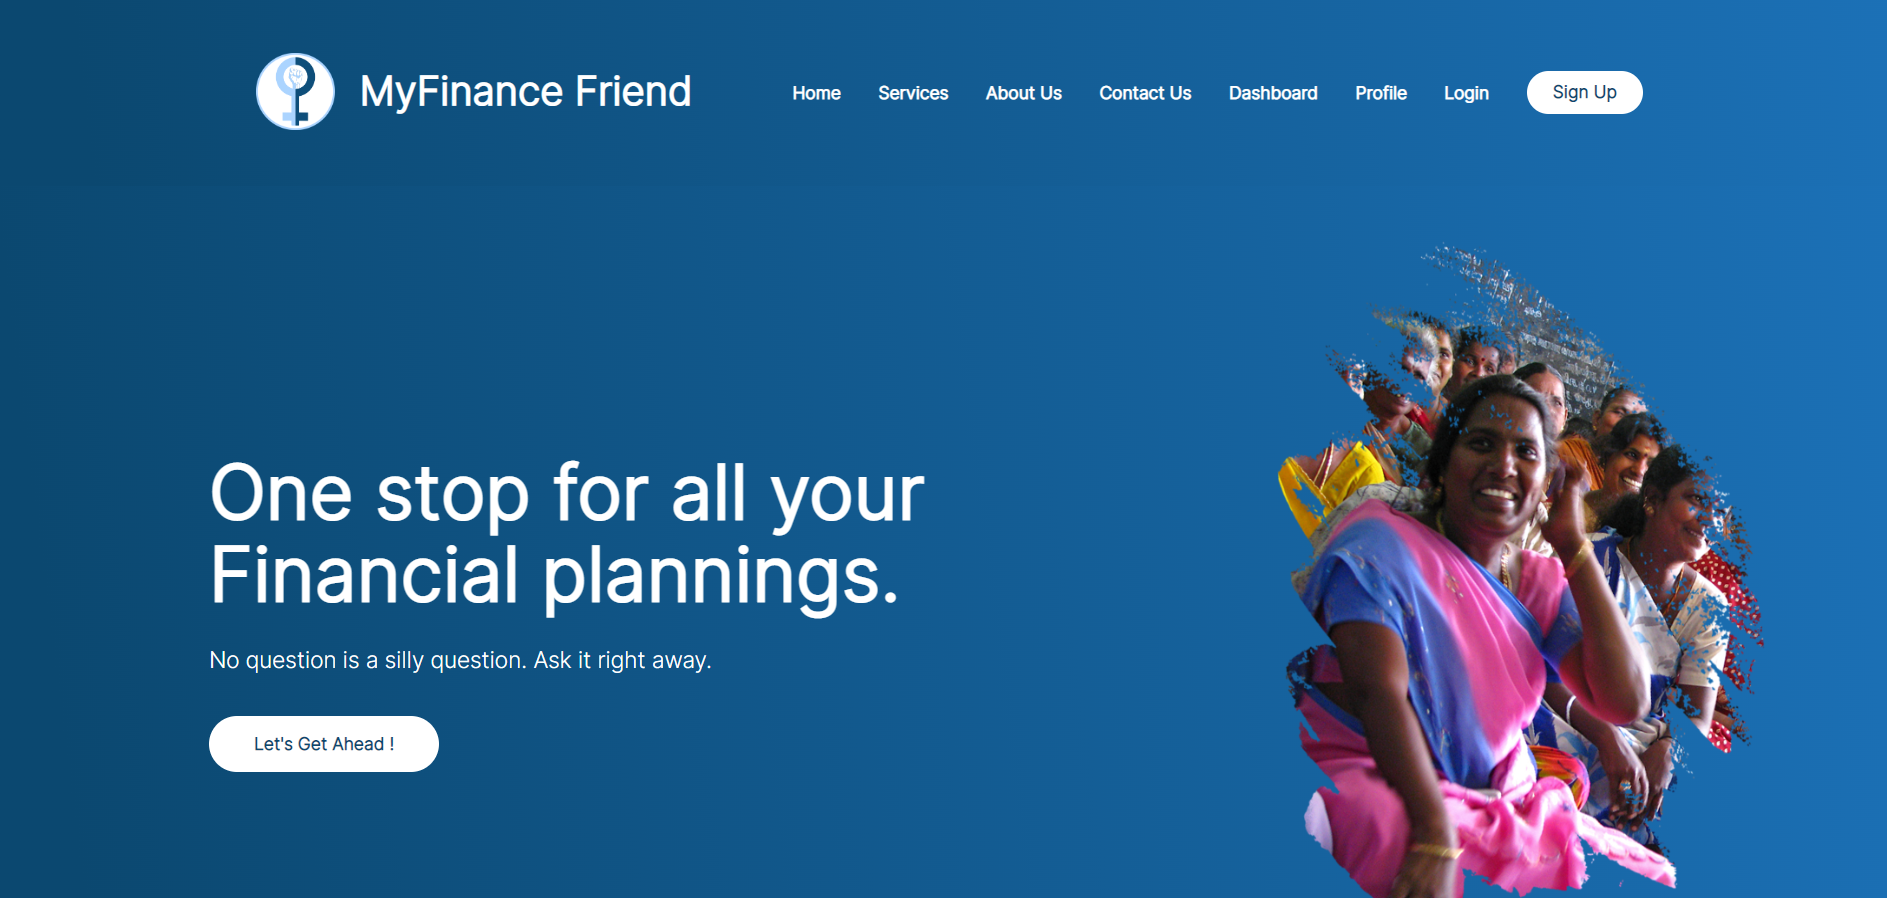 MyFinance Friend
Home Services About Us Contact Us Dashboard Profile Login Sign Up
One stop for all your
Financial plannings.
No question is a silly question. Ask it right away.
Let's Get Ahead !